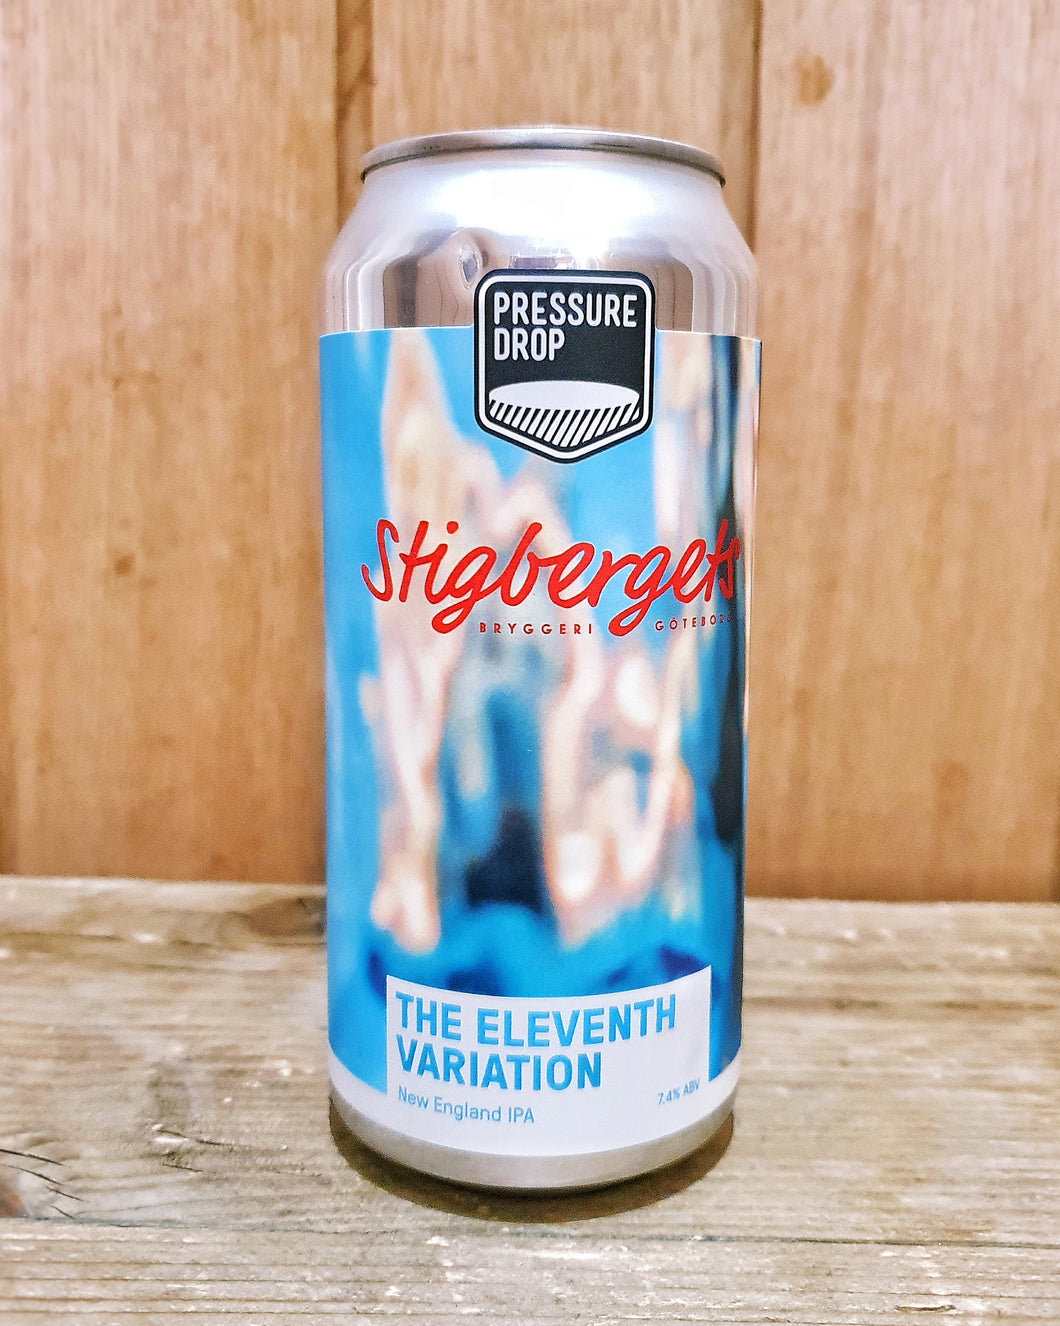 PRESSURE
DROP
Stigbergets
BRYGGERI GÖTEBORG
THE ELEVENTH
VARIATION
New England IPA
7.4% ABV